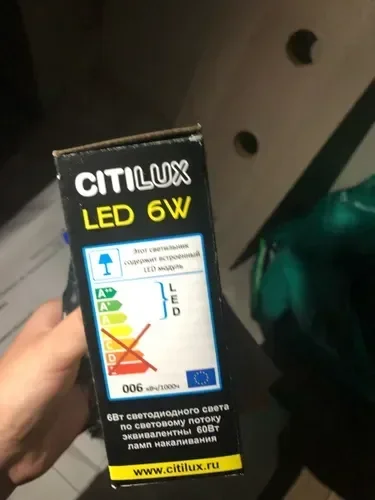 CITILUX
LED 6W
Этот светильник
содержит встроенный
LED модуль
A++
A+
A
B
C
D
E
L
E
D
006 кВч/1000ч
6Вт светодиодного света
по световому потоку
эквивалентны 60Вт
ламп накаливания
www.citilux.ru